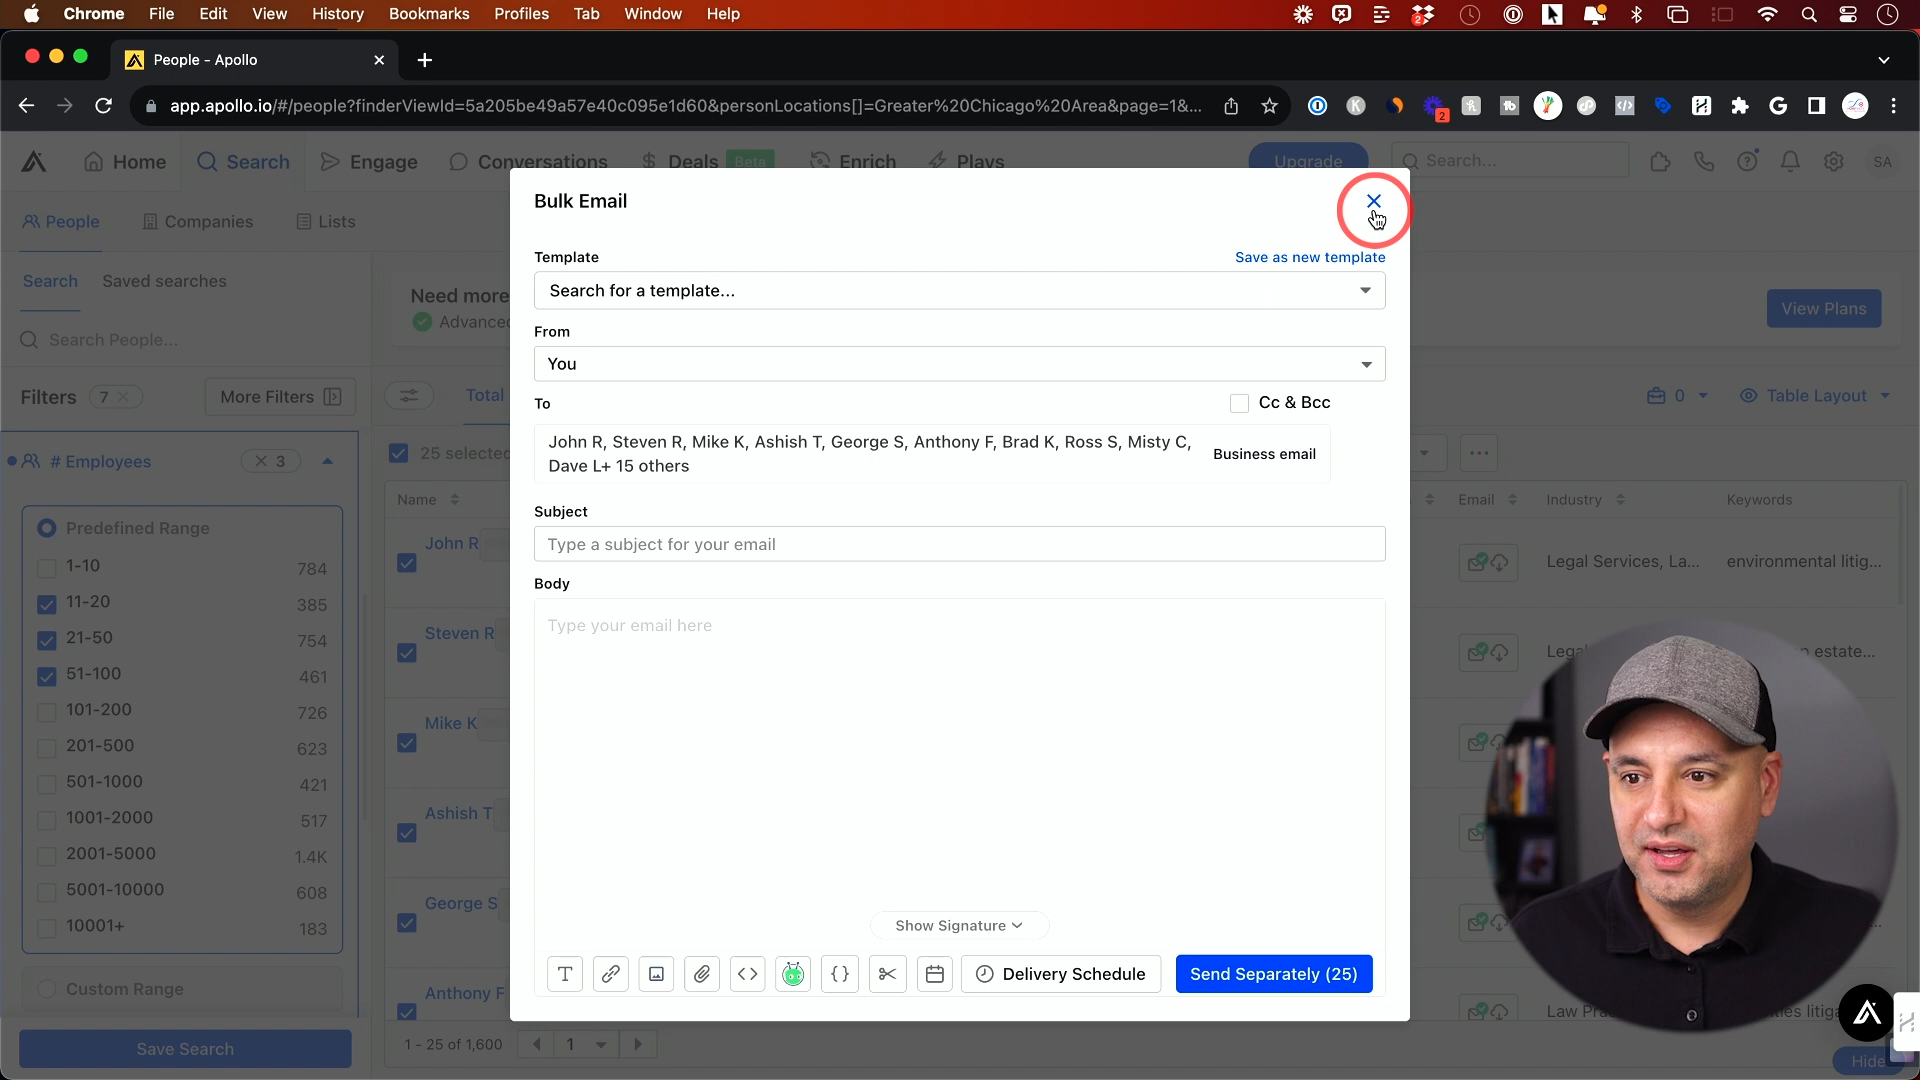 Chrome File Edit View History Bookmarks Profiles Tab Window Help
2
People - Apollo
app.apollo.io/#/people?finderViewId=5a205be49a57e40c095e1d60&personLocations[]=Greater%20Chicago%20Area&page=1&...
2
Home Search Engage Conversations Deals Beta Enrich Plays Upgrade Search... SA
People Companies Lists
Search Saved searches
Search People...
Need more
Advanced
View Plans
Filters 7 More Filters
Total
0 Table Layout
# Employees 3
25 selected
Predefined Range
1-10 784
11-20 385
21-50 754
51-100 461
101-200 726
201-500 623
501-1000 421
1001-2000 517
2001-5000 1.4K
5001-10000 608
10001+ 183
Custom Range
Save Search
Name
John R
Steven R
Mike K
Ashish T
George S
Anthony F
1 - 25 of 1,600 1
Bulk Email
Template Save as new template
Search for a template...
From
You
To Cc & Bcc
John R, Steven R, Mike K, Ashish T, George S, Anthony F, Brad K, Ross S, Misty C,
Dave L+ 15 others
Business email
Subject
Type a subject for your email
Body
Type your email here
Show Signature
T {} Delivery Schedule Send Separately (25)
Email Industry Keywords
Legal Services, La... environmental litig...
estate...
Hide